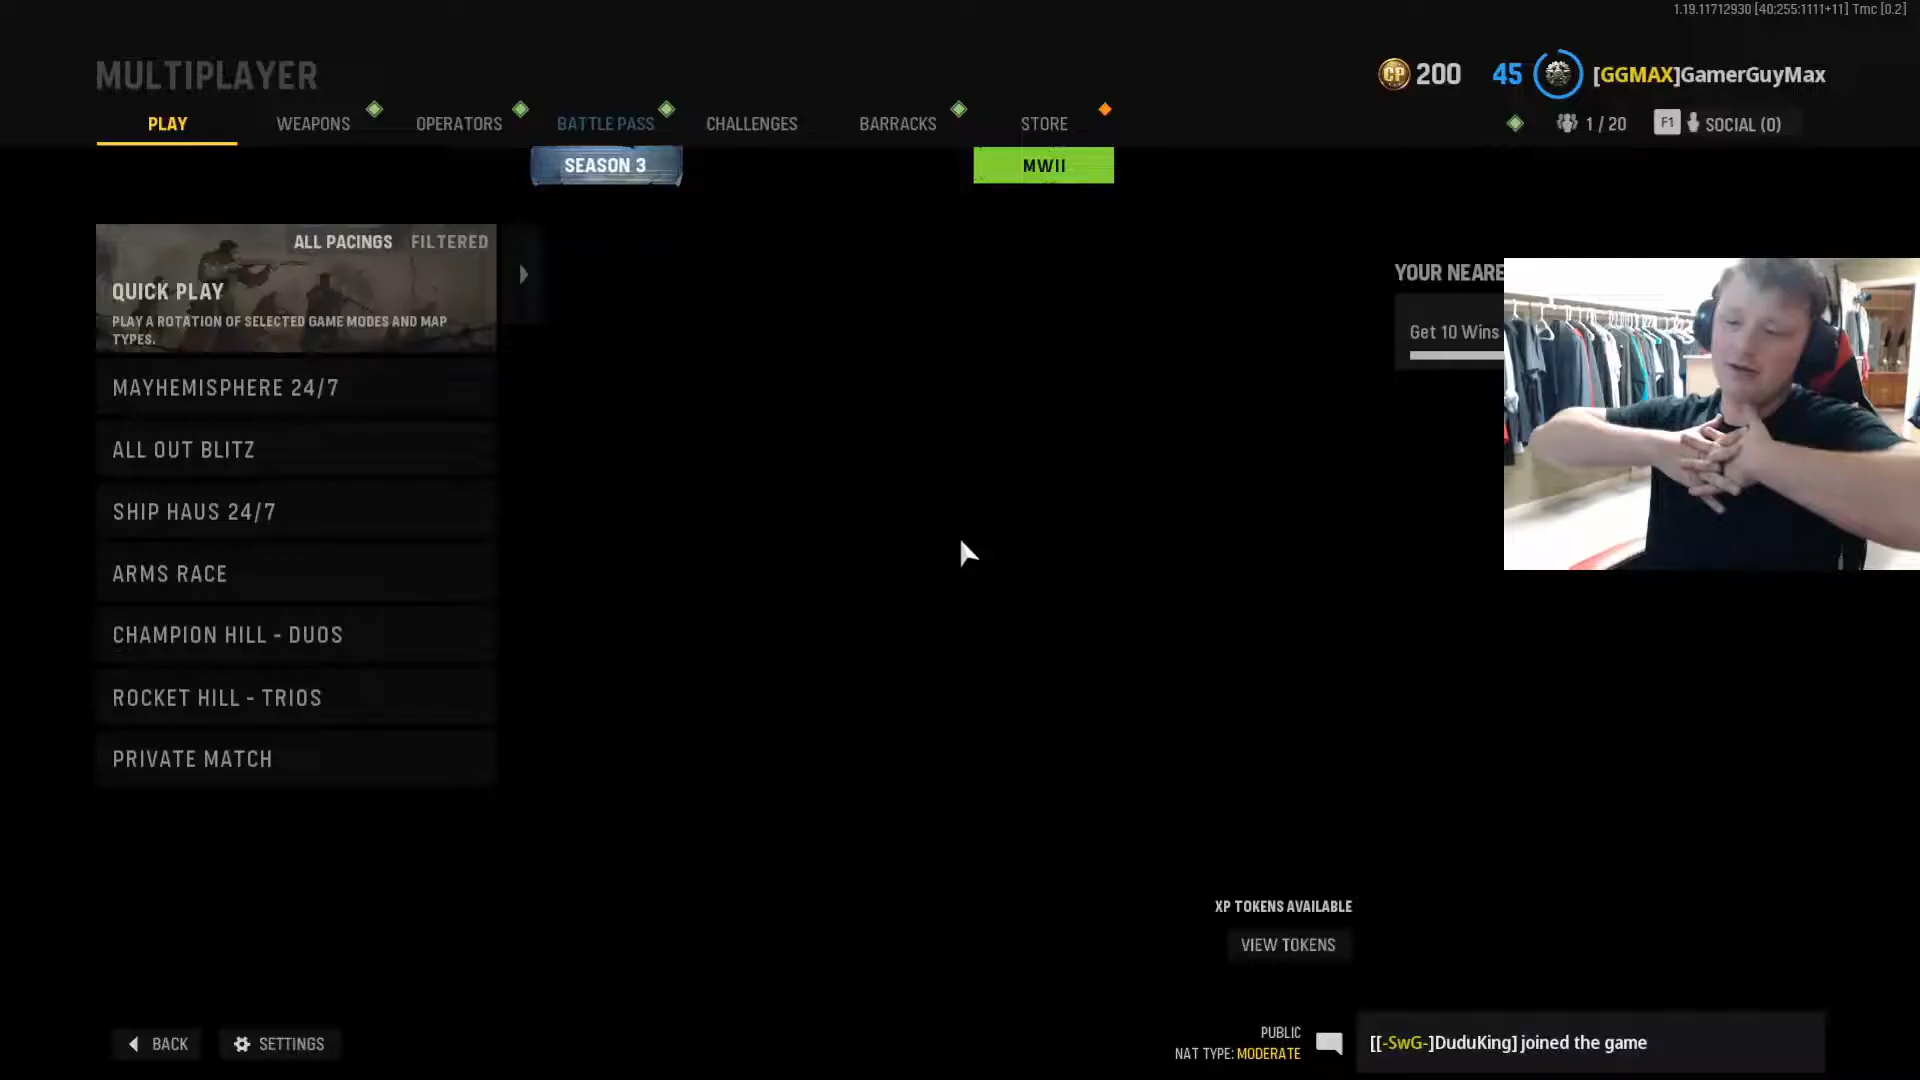 1.19.11712930 [40:255:1111+11] Tmc [0.2]
MULTIPLAYER
CP 200 45 [GGMAX]GamerGuyMax
PLAY WEAPONS OPERATORS BATTLE PASS CHALLENGES BARRACKS STORE
1 / 20 F1 SOCIAL (0)
SEASON 3 MWII
ALL PACINGS FILTERED
QUICK PLAY
PLAY A ROTATION OF SELECTED GAME MODES AND MAP
TYPES.
MAYHEMISPHERE 24/7
ALL OUT BLITZ
SHIP HAUS 24/7
ARMS RACE
CHAMPION HILL - DUOS
ROCKET HILL - TRIOS
PRIVATE MATCH
YOUR NEARE
Get 10 Wins
XP TOKENS AVAILABLE
VIEW TOKENS
BACK SETTINGS
PUBLIC
NAT TYPE: MODERATE
[[-SwG-]DuduKing] joined the game